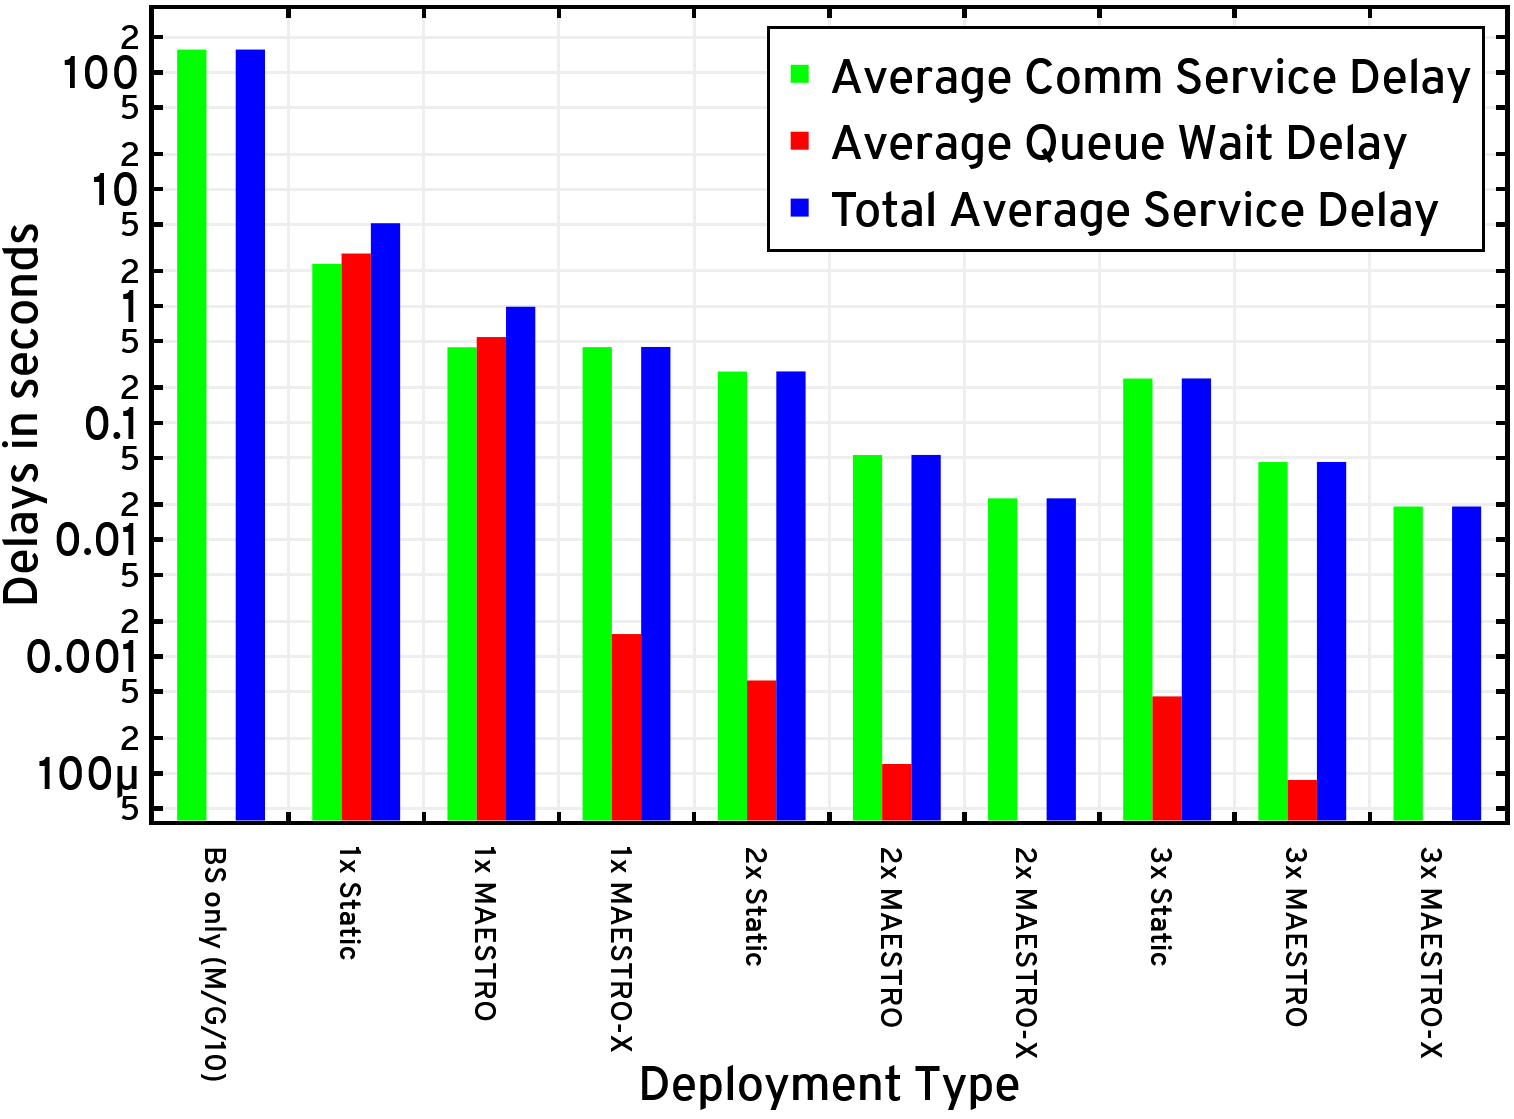 Average Comm Service Delay
Average Queue Wait Delay
Total Average Service Delay
Delays in seconds
2
100
5
2
10
5
2
1
5
2
0.1
5
2
0.01
5
2
0.001
5
2
100µ
5
BS only (M/G/10)
1x Static
1x MAESTRO
1x MAESTRO-X
2x Static
2x MAESTRO
2x MAESTRO-X
3x Static
3x MAESTRO
3x MAESTRO-X
Deployment Type